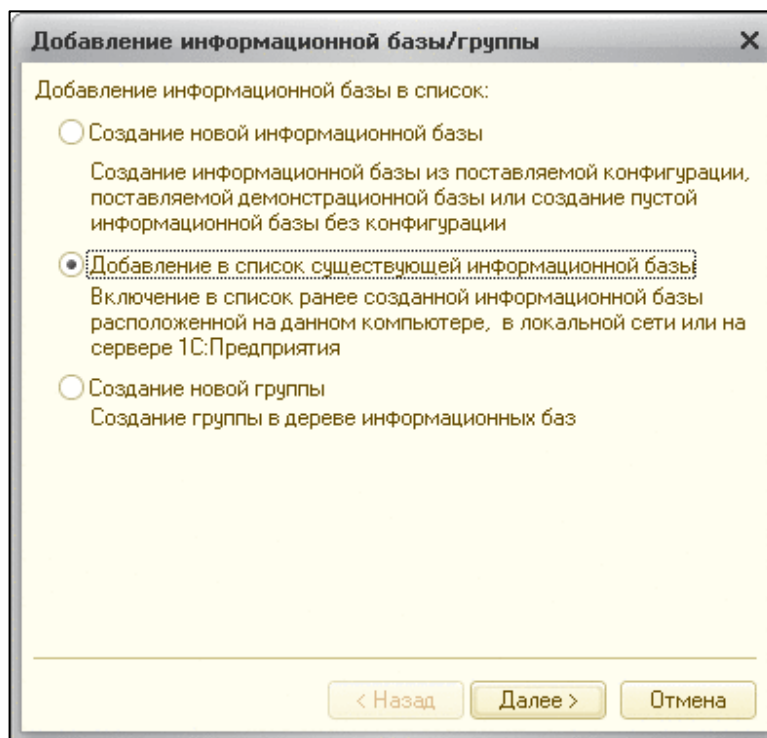 Добавление информационной базы/группы
Добавление информационной базы в список:
Создание новой информационной базы
Создание информационной базы из поставляемой конфигурации,
поставляемой демонстрационной базы или создание пустой
информационной базы без конфигурации
Добавление в список существующей информационной базы
Включение в список ранее созданной информационной базы
расположенной на данном компьютере, в локальной сети или на
сервере 1С:Предприятия
Создание новой группы
Создание группы в дереве информационных баз
< Назад
Далее >
Отмена